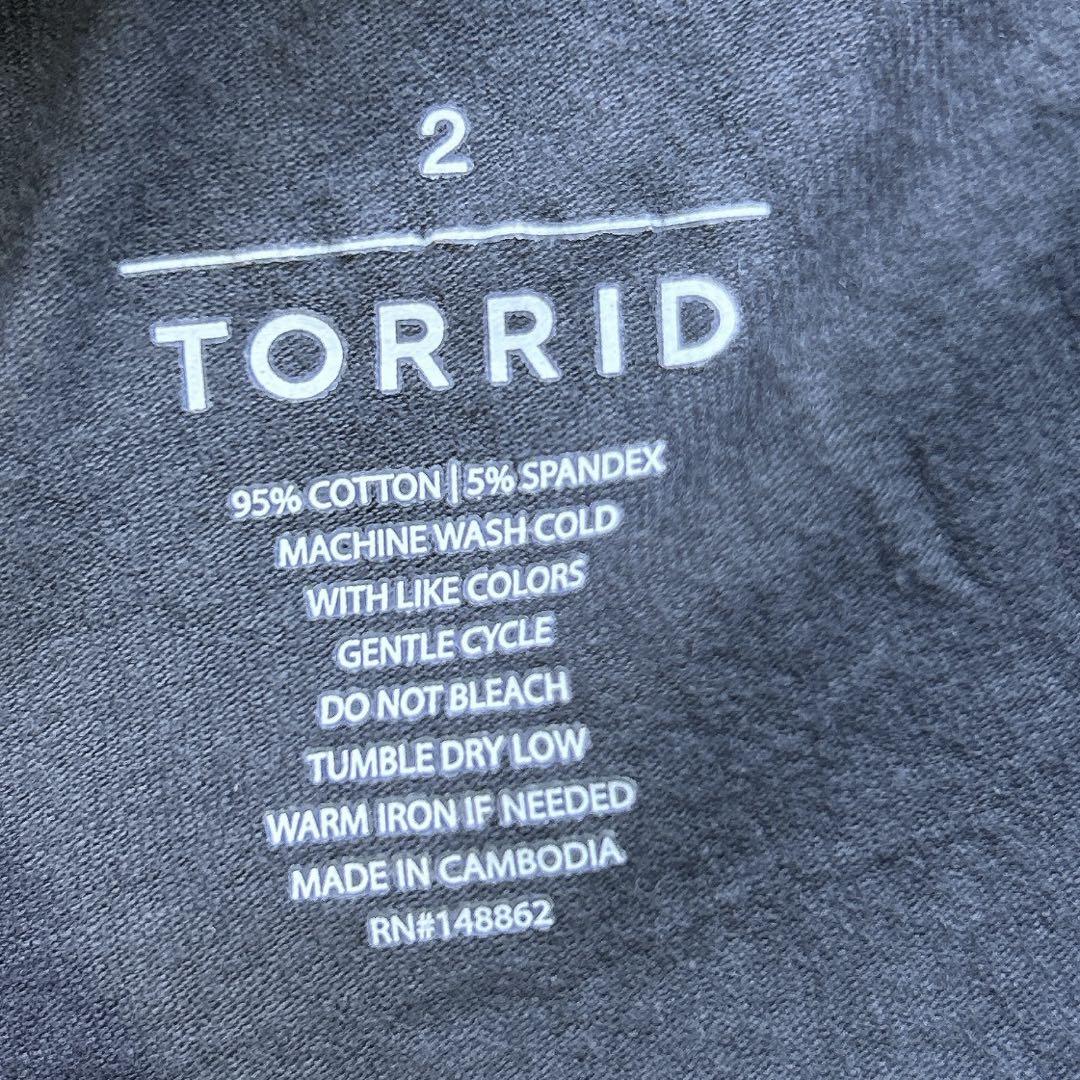 2
TORRID
95% COTTON | 5% SPANDEX
MACHINE WASH COLD
WITH LIKE COLORS
GENTLE CYCLE
DO NOT BLEACH
TUMBLE DRY LOW
WARM IRON IF NEEDED
MADE IN CAMBODIA
RN#148862